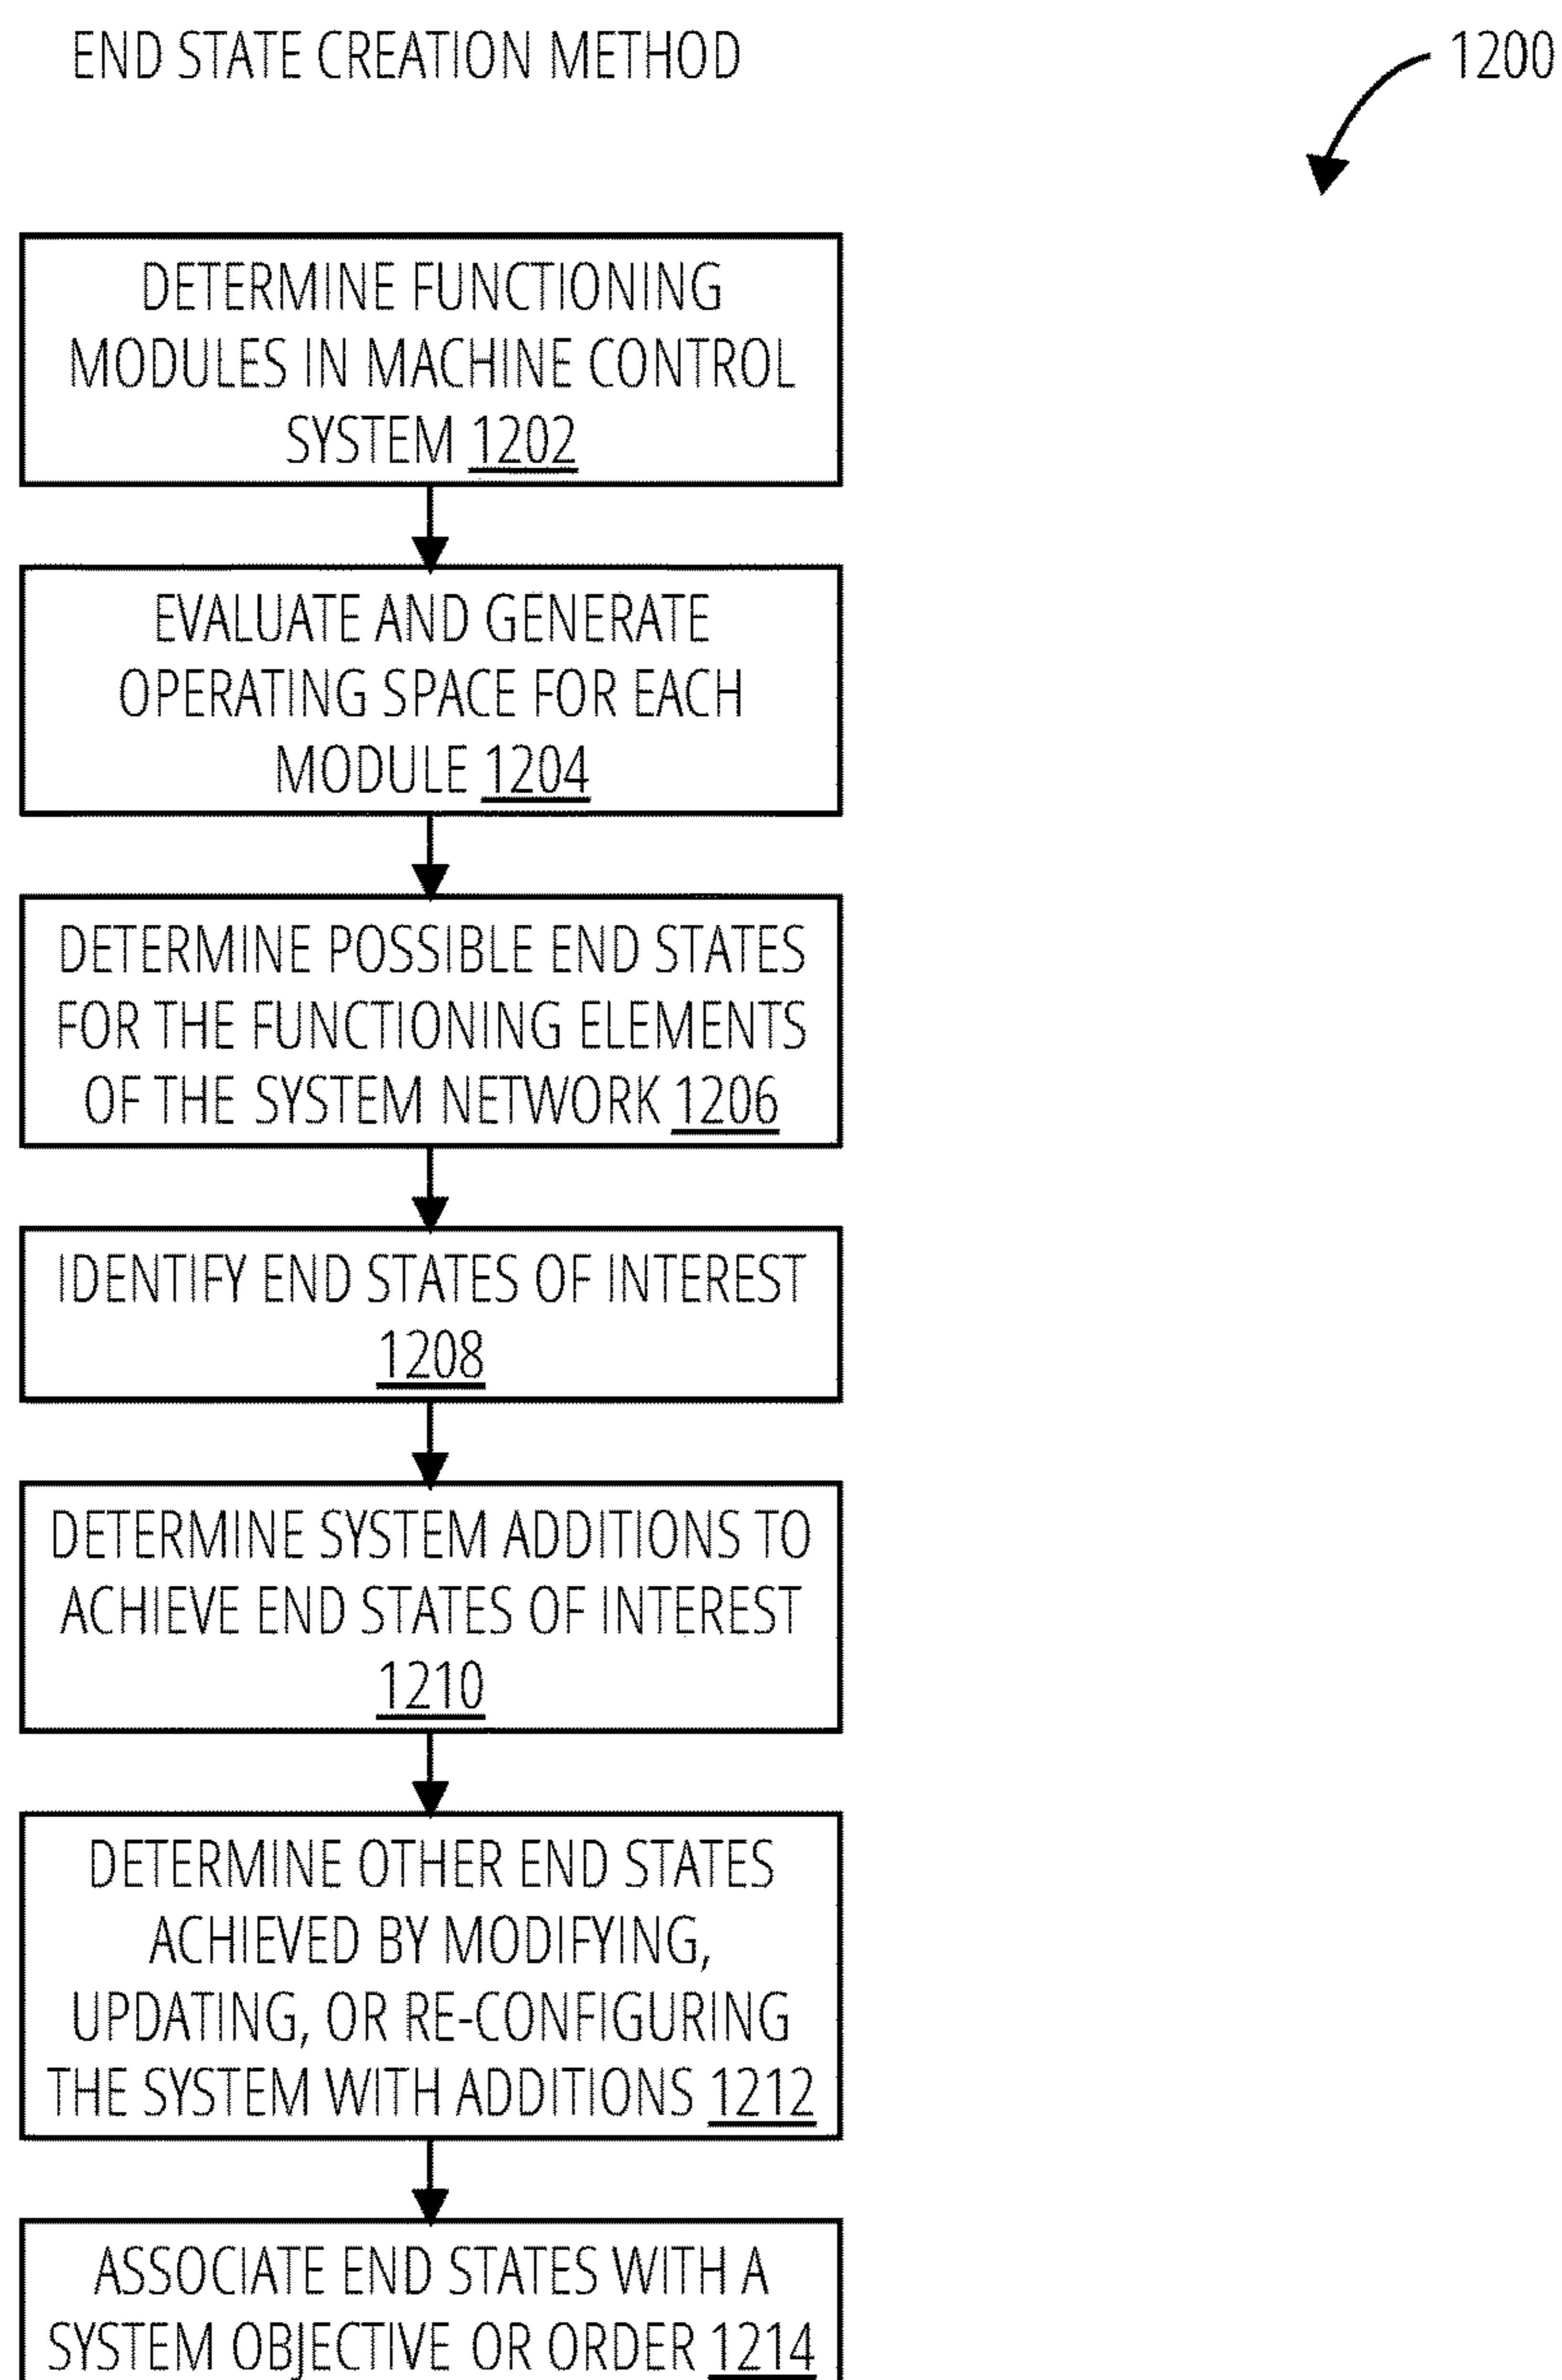 END STATE CREATION METHOD
1200
DETERMINE FUNCTIONING
MODULES IN MACHINE CONTROL
SYSTEM 1202
EVALUATE AND GENERATE
OPERATING SPACE FOR EACH
MODULE 1204
DETERMINE POSSIBLE END STATES
FOR THE FUNCTIONING ELEMENTS
OF THE SYSTEM NETWORK 1206
IDENTIFY END STATES OF INTEREST
1208
DETERMINE SYSTEM ADDITIONS TO
ACHIEVE END STATES OF INTEREST
1210
DETERMINE OTHER END STATES
ACHIEVED BY MODIFYING,
UPDATING, OR RE-CONFIGURING
THE SYSTEM WITH ADDITIONS 1212
ASSOCIATE END STATES WITH A
SYSTEM OBJECTIVE OR ORDER 1214